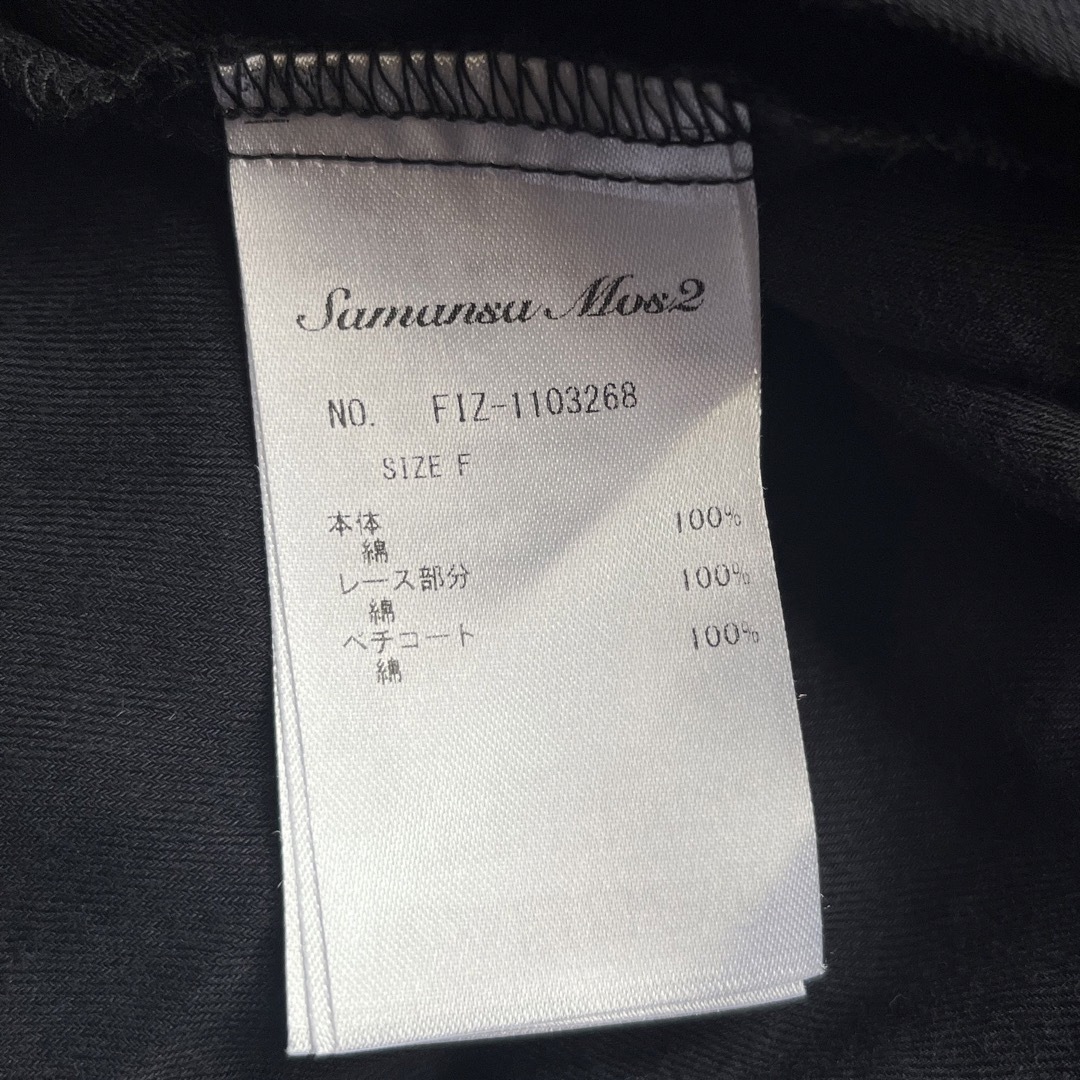 Samansa Mos2
NO. FIZ-1103268
SIZE F
本体 100%
綿
レース部分 100%
綿
ペチコート 100%
綿